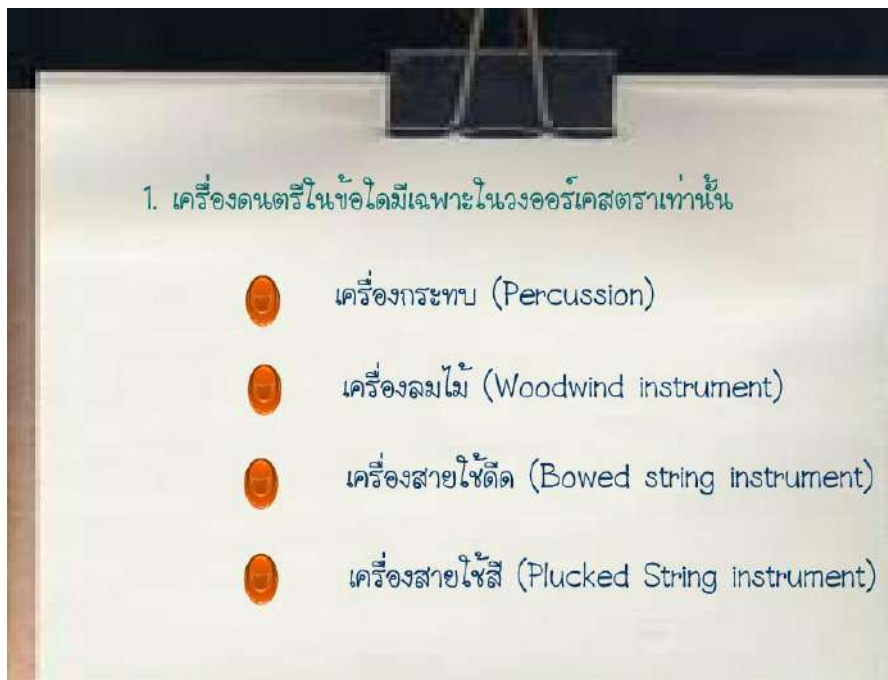 1. เครื่องดนตรีในข้อใดมีเฉพาะในวงออร์เคสตราเท่านั้น
เครื่องกระทบ (Percussion)
เครื่องลมไม้ (Woodwind instrument)
เครื่องสายใช้ดีด (Bowed string instrument)
เครื่องสายใช้สี (Plucked String instrument)